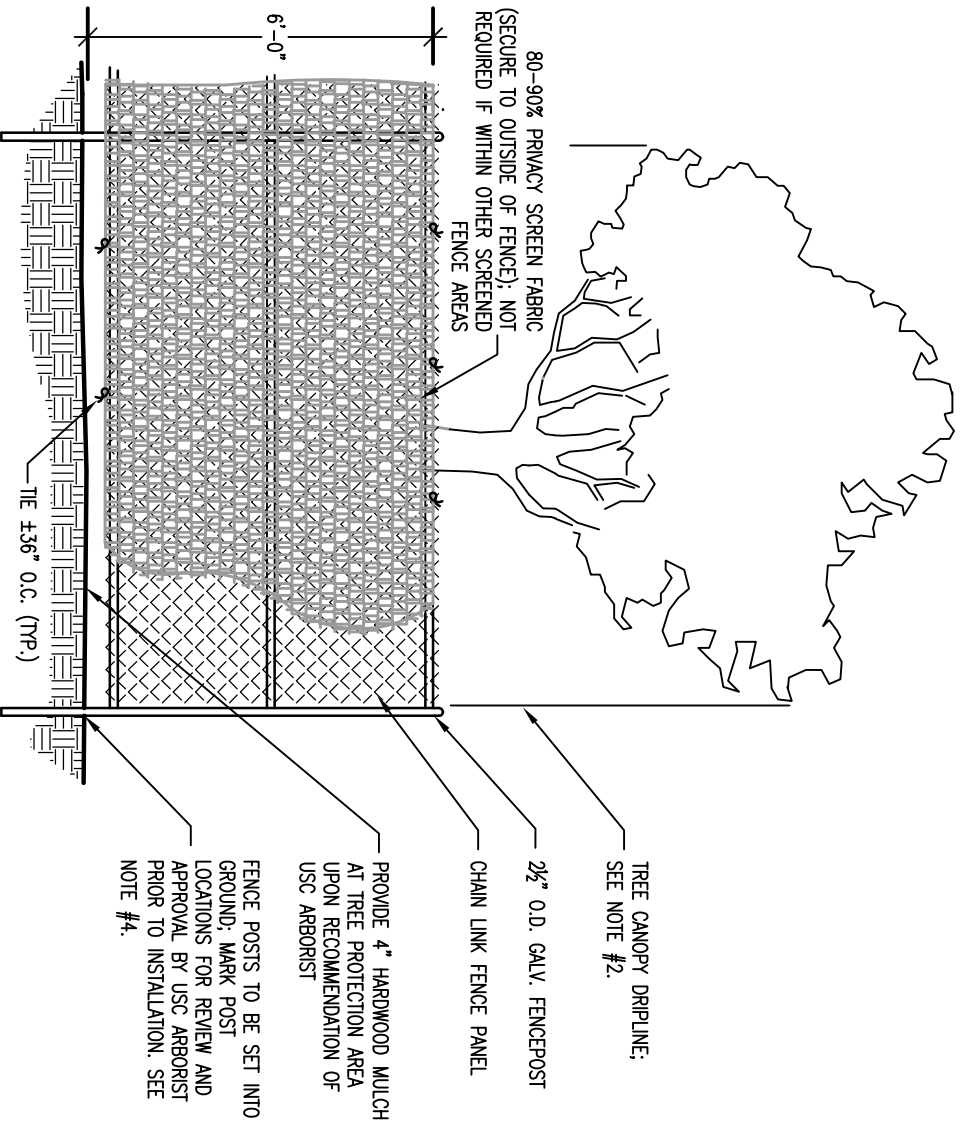 6'-0"
80-90% PRIVACY SCREEN FABRIC
(SECURE TO OUTSIDE OF FENCE); NOT
REQUIRED IF WITHIN OTHER SCREENED
FENCE AREAS
TIE ±36" O.C. (TYP.)
TREE CANOPY DRIPLINE;
SEE NOTE #2.
2½" O.D. GALV. FENCEPOST
CHAIN LINK FENCE PANEL
PROVIDE 4" HARDWOOD MULCH
AT TREE PROTECTION AREA
UPON RECOMMENDATION OF
USC ARBORIST
FENCE POSTS TO BE SET INTO
GROUND; MARK POST
LOCATIONS FOR REVIEW AND
APPROVAL BY USC ARBORIST
PRIOR TO INSTALLATION. SEE
NOTE #4.